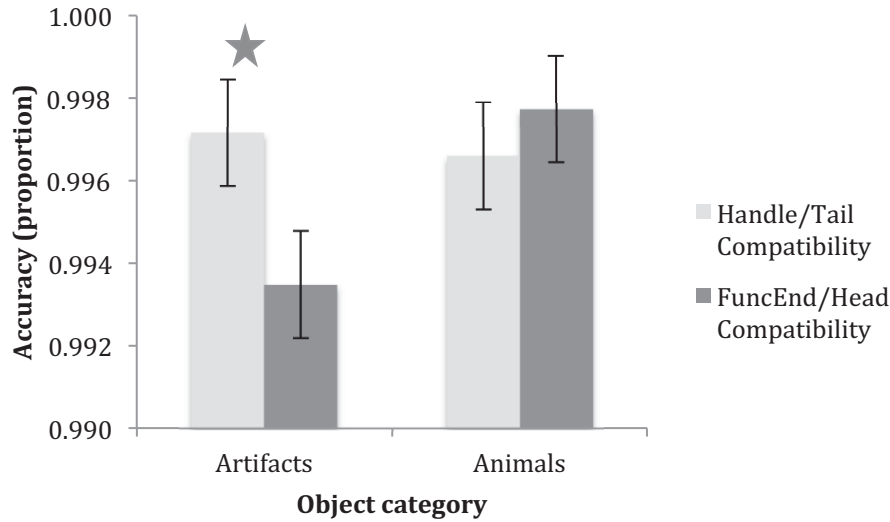 1.000
0.998
0.996
0.994
0.992
0.990
Accuracy (proportion)
Artifacts
Animals
Object category
Handle/Tail
Compatibility
FuncEnd/Head
Compatibility